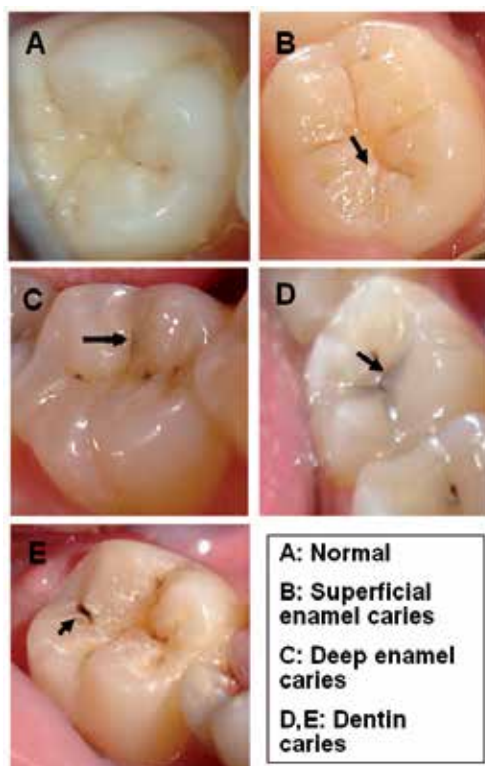 A
B
C
D
E
A: Normal
B: Superficial
enamel caries
C: Deep enamel
caries
D,E: Dentin
caries